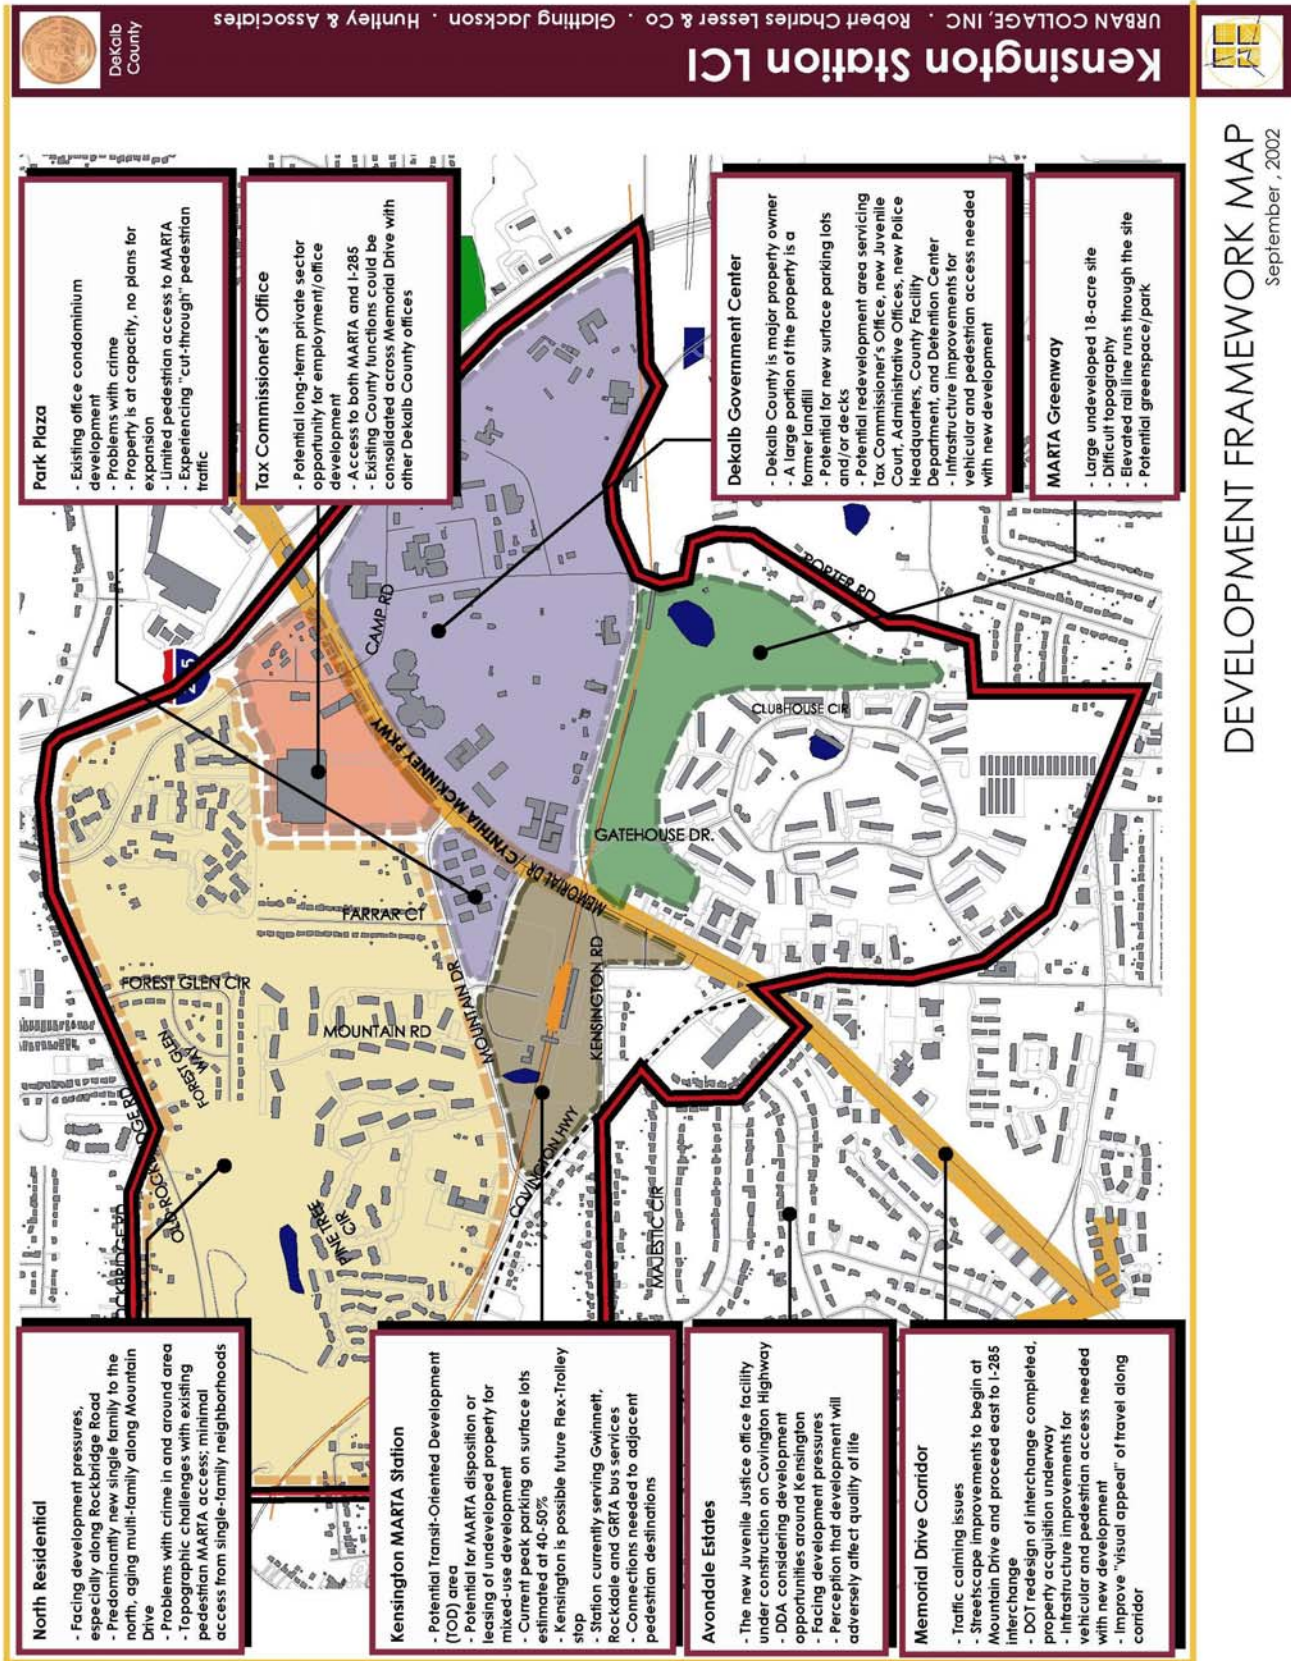 Kensington Station LCI
URBAN COLLAGE, INC . Robert Charles Lesser & Co . Glatting Jackson . Huntley & Associates
DeKalb
County
DEVELOPMENT FRAMEWORK MAP
September , 2002
North Residential
- Facing development pressures,
especially along Rockbridge Road
- Predominantly new single family to the
north, aging multi-family along Mountain
Drive
- Problems with crime in and around area
- Topographic challenges with existing
pedestrian MARTA access; minimal
access from single-family neighborhoods
Kensington MARTA Station
- Potential Transit-Oriented Development
(TOD) area
- Potential for MARTA disposition or
leasing of undeveloped property for
mixed-use development
- Current peak parking on surface lots
estimated at 40-50%
- Kensington is possible future Flex-Trolley
stop
- Station currently serving Gwinnett,
Rockdale and GRTA bus services
- Connections needed to adjacent
pedestrian destinations
Avondale Estates
- The new Juvenile Justice office facility
under construction on Covington Highway
- DDA considering development
opportunities around Kensington
- Facing development pressures
- Perception that development will
adversely affect quality of life
Memorial Drive Corridor
- Traffic calming issues
- Streetscape improvements to begin at
Mountain Drive and proceed east to I-285
interchange
- DOT redesign of interchange completed,
property acquisition underway
- Infrastructure improvements for
vehicular and pedestrian access needed
with new development
- Improve "visual appeal" of travel along
corridor
Park Plaza
- Existing office condominium
development
- Problems with crime
- Property is at capacity, no plans for
expansion
- Limited pedestrian access to MARTA
- Experiencing "cut-through" pedestrian
traffic
Tax Commissioner's Office
- Potential long-term private sector
opportunity for employment/office
development
- Access to both MARTA and I-285
- Existing County functions could be
consolidated across Memorial Drive with
other Dekalb County offices
Dekalb Government Center
- Dekalb County is major property owner
- A large portion of the property is a
former landfill
- Potential for new surface parking lots
and/or decks
- Potential redevelopment area servicing
Tax Commissioner's Office, new Juvenile
Court, Administrative Offices, new Police
Headquarters, County Facility
Department, and Detention Center
- Infrastructure improvements for
vehicular and pedestrian access needed
with new development
MARTA Greenway
- Large undeveloped 18-acre site
- Difficult topography
- Elevated rail line runs through the site
- Potential greenspace/park
FOREST GLEN CIR
FOREST GLEN
WAY
MOUNTAIN RD
FARRAR CT
PINE TREE
CIR
MOUNTAIN DR
COVINGTON HWY
KENSINGTON RD
MAJESTIC CIR
MEMORIAL DR /CYNTHIA MCKINNEY PKWY
CAMP RD
GATEHOUSE DR.
CLUBHOUSE CIR
PORTER RD